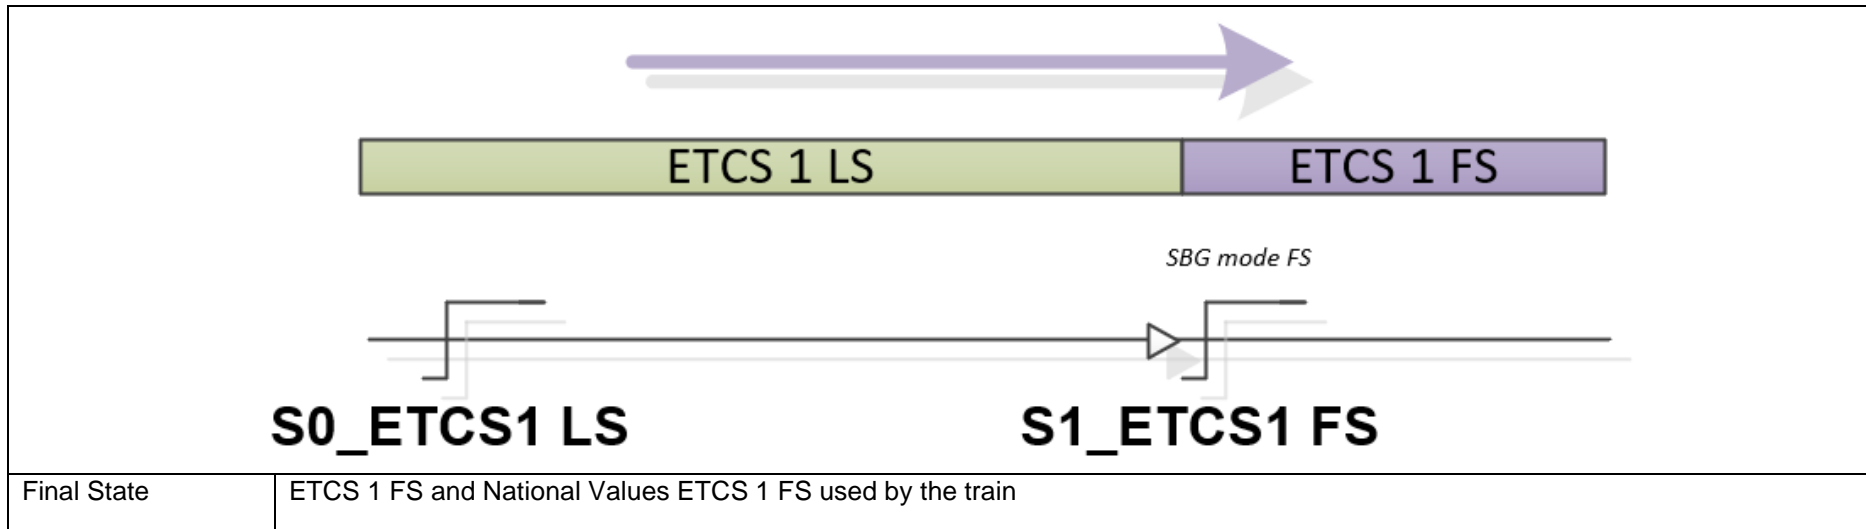 ETCS 1 LS ETCS 1 FS
SBG mode FS
S0_ETCS1 LS S1_ETCS1 FS
Final State ETCS 1 FS and National Values ETCS 1 FS used by the train